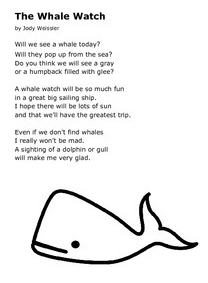 The Whale Watch
by Jody Weissler
Will we see a whale today?
Will they pop up from the sea?
Do you think we will see a gray
or a humpback filled with glee?
A whale watch will be so much fun
in a great big sailing ship.
I hope there will be lots of sun
and that we'll have the greatest trip.
Even if we don't find whales
I really won't be mad.
A sighting of a dolphin or gull
will make me very glad.